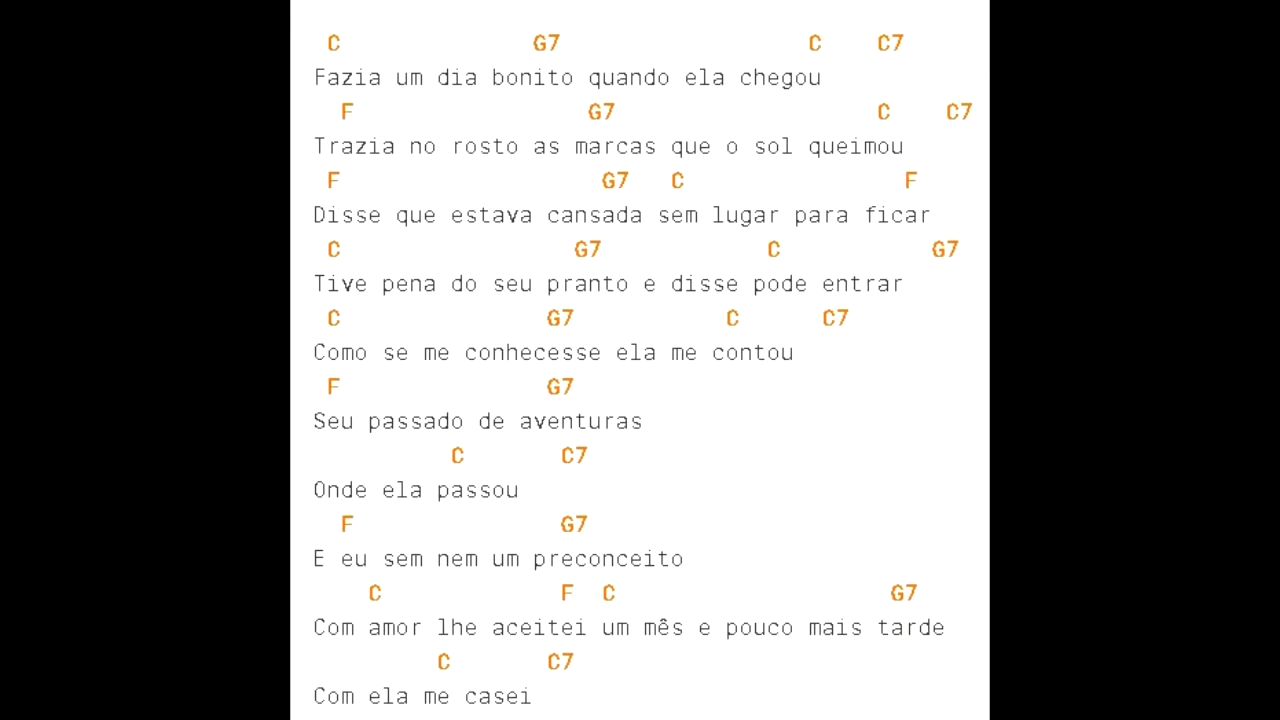 C G7 C C7
Fazia um dia bonito quando ela chegou
F G7 C C7
Trazia no rosto as marcas que o sol queimou
F G7 C F
Disse que estava cansada sem lugar para ficar
C G7 C G7
Tive pena do seu pranto e disse pode entrar
C G7 C C7
Como se me conhecesse ela me contou
F G7
Seu passado de aventuras
C C7
Onde ela passou
F G7
E eu sem nem um preconceito
C F C G7
Com amor lhe aceitei um mês e pouco mais tarde
C C7
Com ela me casei